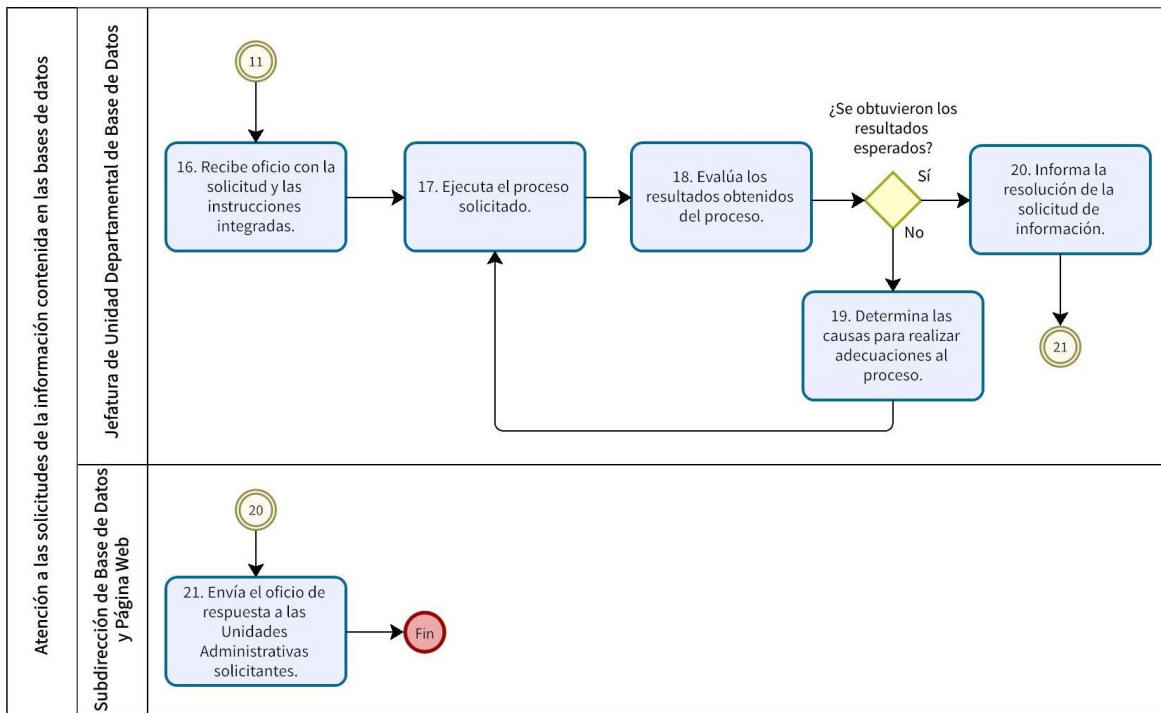 Atención a las solicitudes de la información contenida en las bases de datos
Jefatura de Unidad Departamental de Base de Datos
11
16. Recibe oficio con la
solicitud y las
instrucciones
integradas.
17. Ejecuta el proceso
solicitado.
18. Evalúa los
resultados obtenidos
del proceso.
¿Se obtuvieron los
resultados
esperados?
Sí
No
20. Informa la
resolución de la
solicitud de
información.
19. Determina las
causas para realizar
adecuaciones al
proceso.
21
Subdirección de Base de Datos
y Página Web
20
21. Envía el oficio de
respuesta a las
Unidades
Administrativas
solicitantes.
Fin